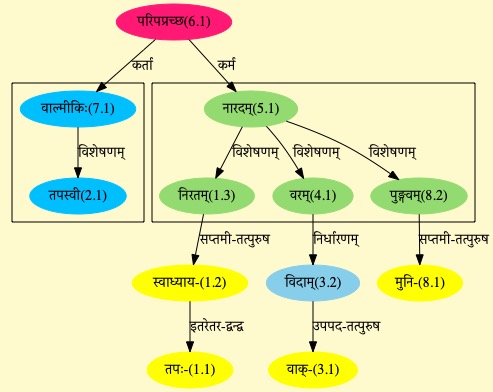 परिपप्रच्छ(6.1)
कर्ता कर्म
वाल्मीकिः(7.1) नारदम्(5.1)
विशेषणम् विशेषणम् विशेषणम् विशेषणम्
तपस्वी(2.1) निरतम्(1.3) वरम्(4.1) पुङ्गवम्(8.2)
सप्तमी-तत्पुरुष निर्धारणम् सप्तमी-तत्पुरुष
स्वाध्याय-(1.2) विदाम्(3.2) मुनि-(8.1)
इतरेतर-द्वन्द्व उपपद-तत्पुरुष
तपः-(1.1) वाक्-(3.1)